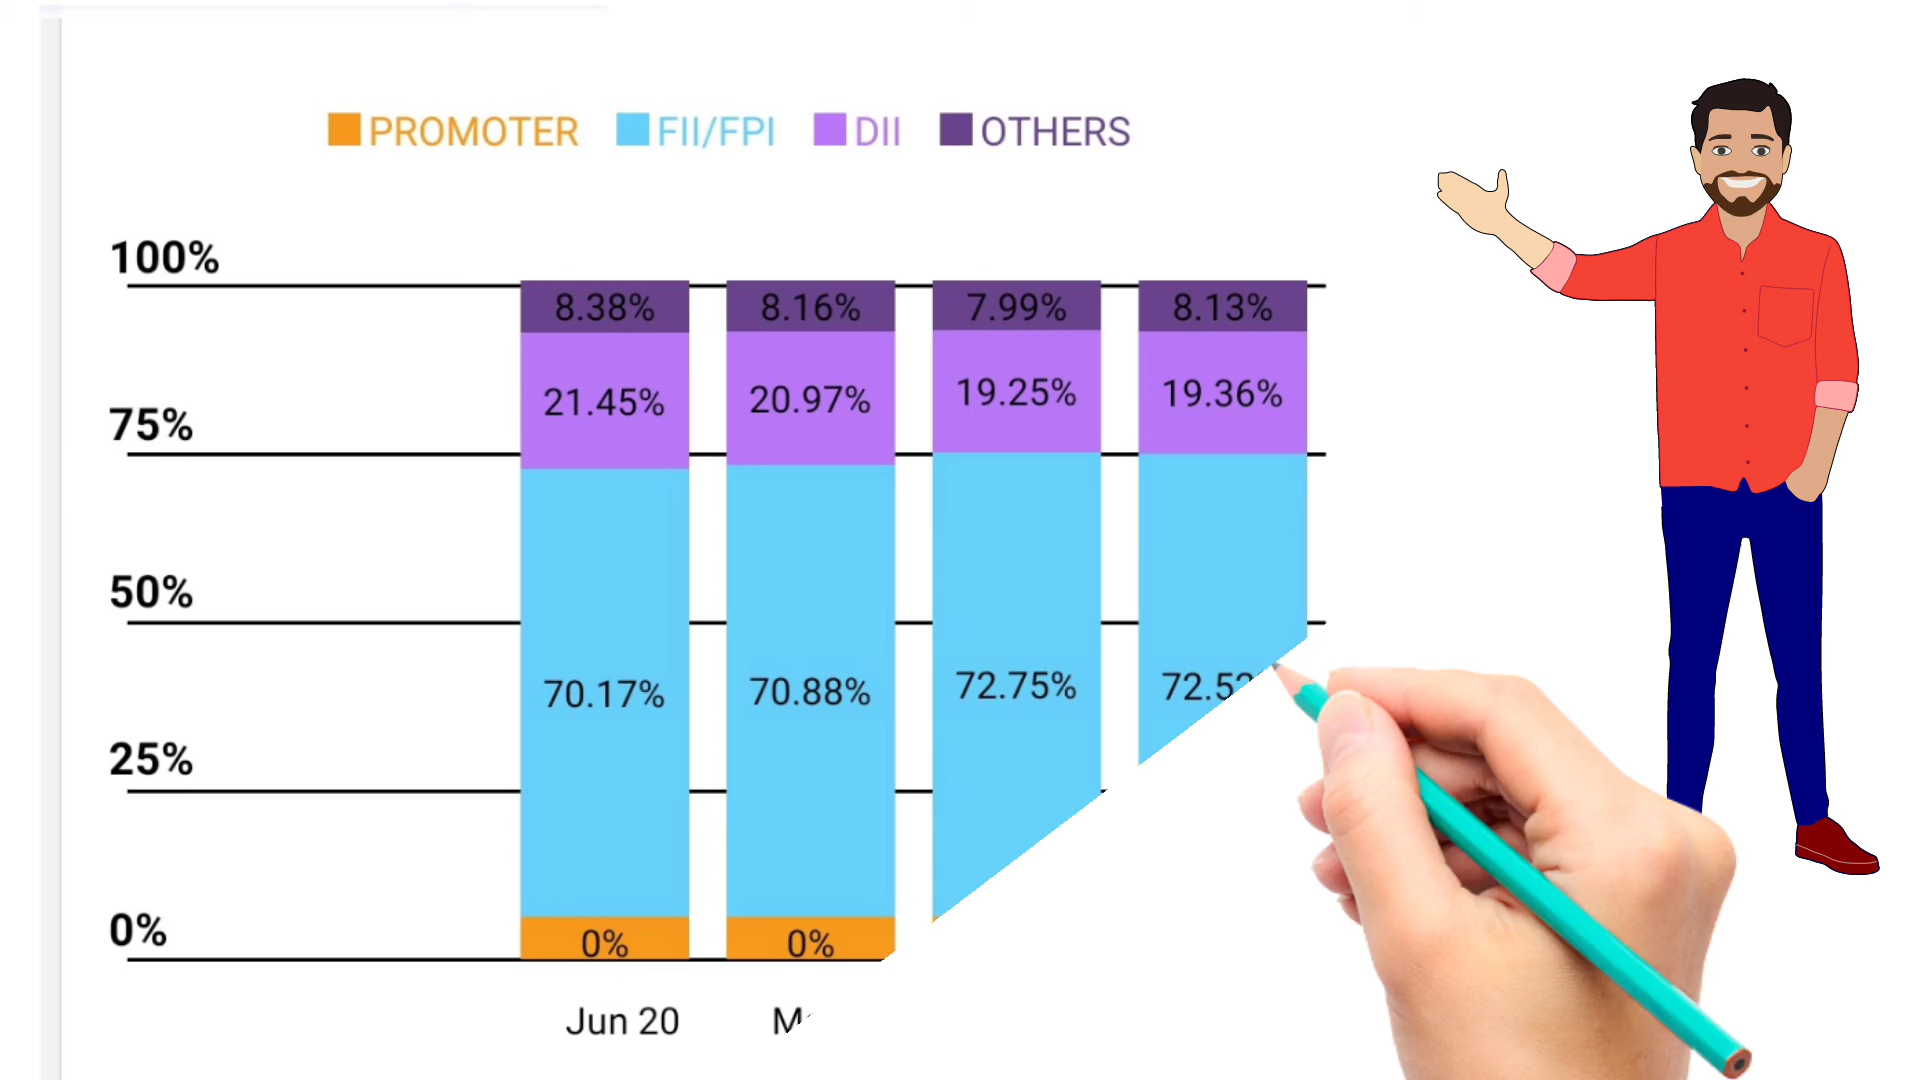 PROMOTER FII/FPI DII OTHERS
100%
8.38% 8.16% 7.99% 8.13%
21.45% 20.97% 19.25% 19.36%
75%
50%
70.17% 70.88% 72.75%
25%
0%
0% 0%
Jun 20